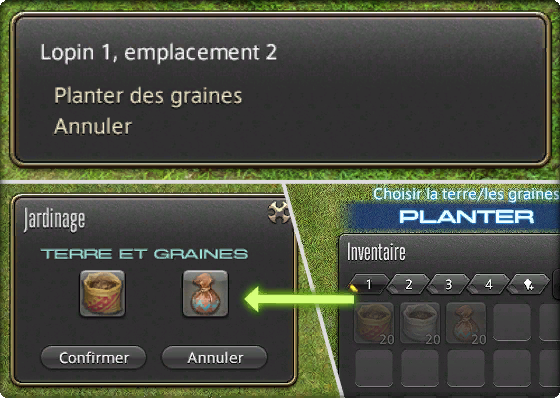 Lopin 1, emplacement 2
Planter des graines
Annuler
Jardinage
TERRE ET GRAINES
Confirmer
Annuler
Choisir la terre/les graines
PLANTER
Inventaire
1 2 3 4
20 20 20